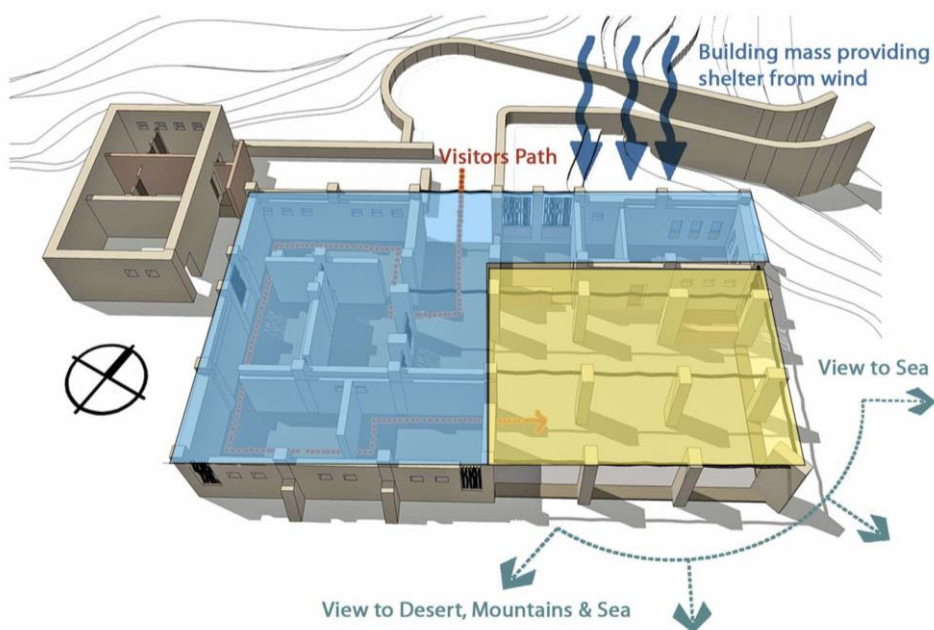 Building mass providing
shelter from wind
Visitors Path
View to Sea
View to Desert, Mountains & Sea